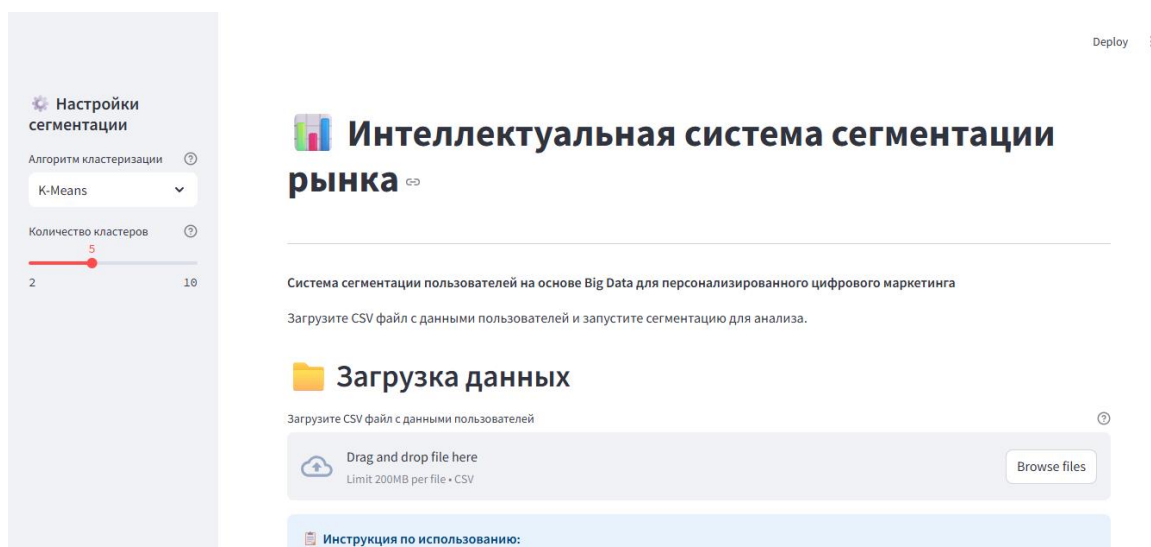 Deploy
Настройки
сегментации
Алгоритм кластеризации
K-Means
Количество кластеров
5
2 10
Интеллектуальная система сегментации
рынка
Система сегментации пользователей на основе Big Data для персонализированного цифрового маркетинга
Загрузите CSV файл с данными пользователей и запустите сегментацию для анализа.
Загрузка данных
Загрузите CSV файл с данными пользователей
Drag and drop file here
Limit 200MB per file • CSV
Browse files
Инструкция по использованию: